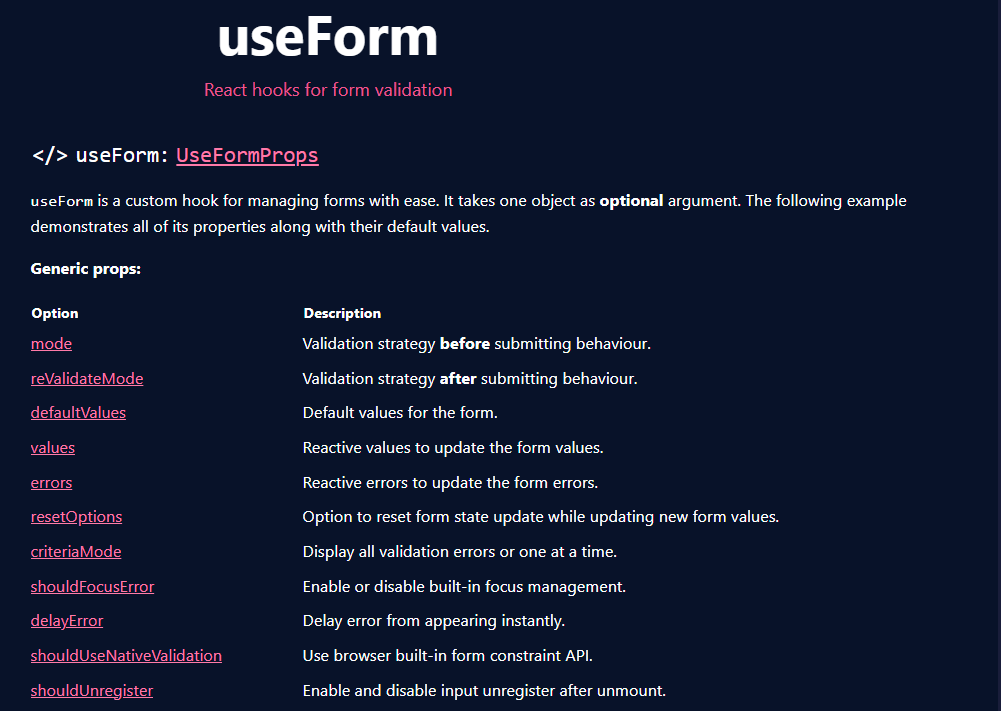 useForm
React hooks for form validation
</> useForm: UseFormProps
useForm is a custom hook for managing forms with ease. It takes one object as optional argument. The following example
demonstrates all of its properties along with their default values.
Generic props:
Option Description
mode Validation strategy before submitting behaviour.
reValidateMode Validation strategy after submitting behaviour.
defaultValues Default values for the form.
values Reactive values to update the form values.
errors Reactive errors to update the form errors.
resetOptions Option to reset form state update while updating new form values.
criteriaMode Display all validation errors or one at a time.
shouldFocusError Enable or disable built-in focus management.
delayError Delay error from appearing instantly.
shouldUseNativeValidation Use browser built-in form constraint API.
shouldUnregister Enable and disable input unregister after unmount.